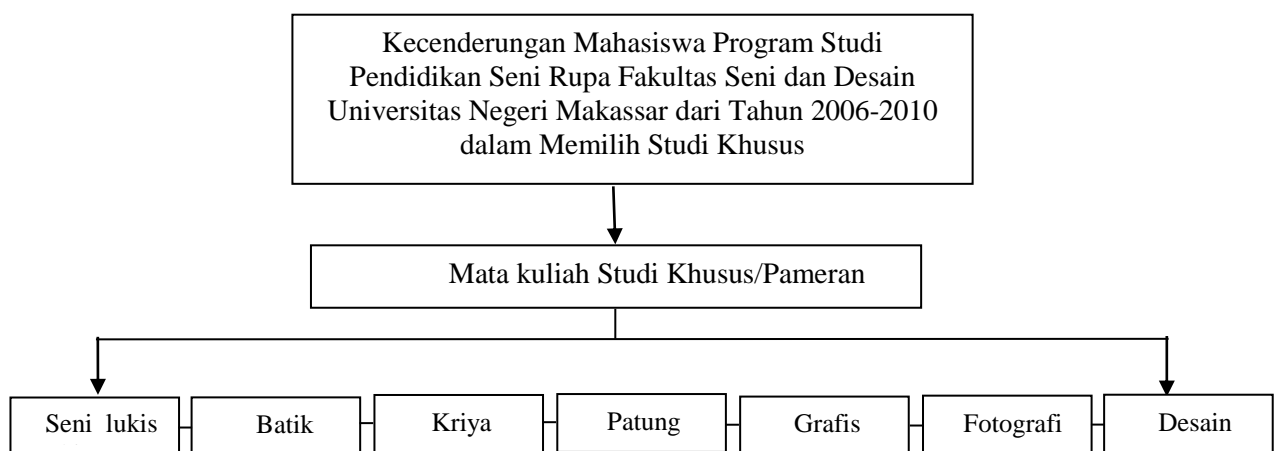 Kecenderungan Mahasiswa Program Studi
Pendidikan Seni Rupa Fakultas Seni dan Desain
Universitas Negeri Makassar dari Tahun 2006-2010
dalam Memilih Studi Khusus
Mata kuliah Studi Khusus/Pameran
Seni lukis
Batik
Kriya
Patung
Grafis
Fotografi
Desain